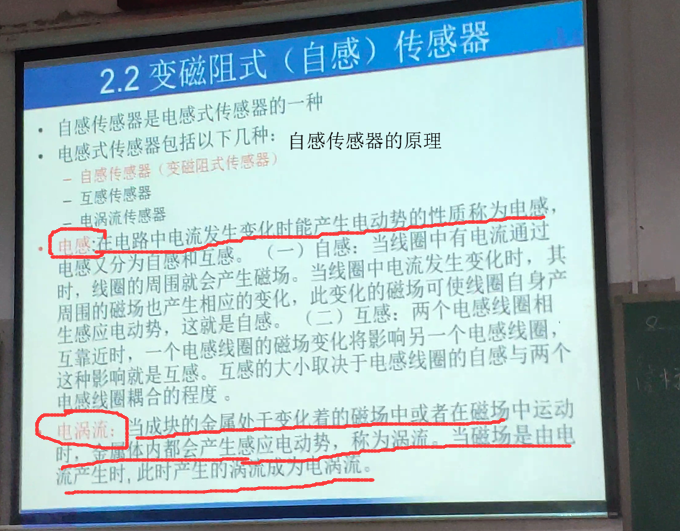 2.2 变磁阻式（自感）传感器
• 自感传感器是电感式传感器的一种
• 电感式传感器包括以下几种：自感传感器的原理
– 自感传感器（变磁阻式传感器）
– 互感传感器
– 电涡流传感器
• 电感:在电路中电流发生变化时能产生电动势的性质称为电感，
电感又分为自感和互感。（一）自感：当线圈中有电流通过
时，线圈的周围就会产生磁场。当线圈中电流发生变化时，其
周围的磁场也产生相应的变化，此变化的磁场可使线圈自身产
生感应电动势，这就是自感。（二）互感：两个电感线圈相
互靠近时，一个电感线圈的磁场变化将影响另一个电感线圈，
这种影响就是互感。互感的大小取决于电感线圈的自感与两个
电感线圈耦合的程度。
电涡流：当成块的金属处于变化着的磁场中或者在磁场中运动
时，金属体内都会产生感应电动势，称为涡流。当磁场是由电
流产生时,此时产生的涡流成为电涡流。